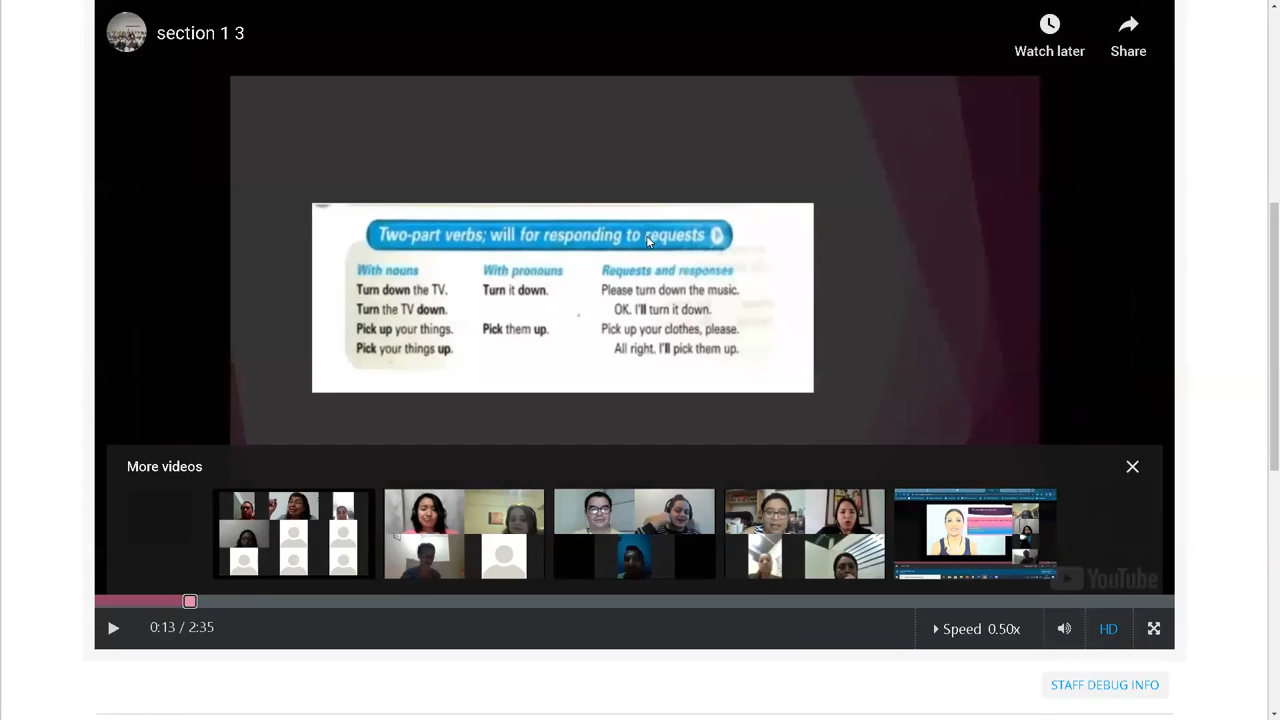 section 1 3
Watch later
Share
Two-part verbs; will for responding to requests
With nouns With pronouns Requests and responses
Turn down the TV. Turn it down. Please turn down the music.
Turn the TV down. OK. I'll turn it down.
Pick up your things. Pick them up. Pick up your clothes, please.
Pick your things up. All right. I'll pick them up.
More videos
YouTube
0:13 / 2:35
Speed 0.50x
HD
STAFF DEBUG INFO